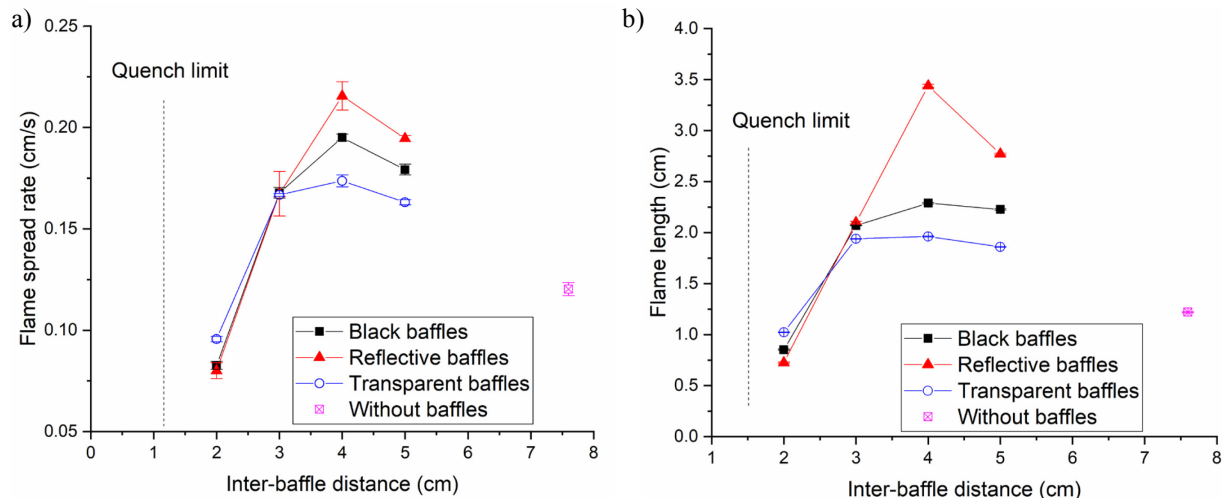 a)
0.25
0.20
0.15
0.10
0.05
Flame spread rate (cm/s)
Quench limit
Black baffles
Reflective baffles
Transparent baffles
Without baffles
0 1 2 3 4 5 6 7 8
Inter-baffle distance (cm)
b)
4.0
3.5
3.0
2.5
2.0
1.5
1.0
0.5
0.0
Flame length (cm)
Quench limit
Black baffles
Reflective baffles
Transparent baffles
Without baffles
1 2 3 4 5 6 7 8
Inter-baffle distance (cm)